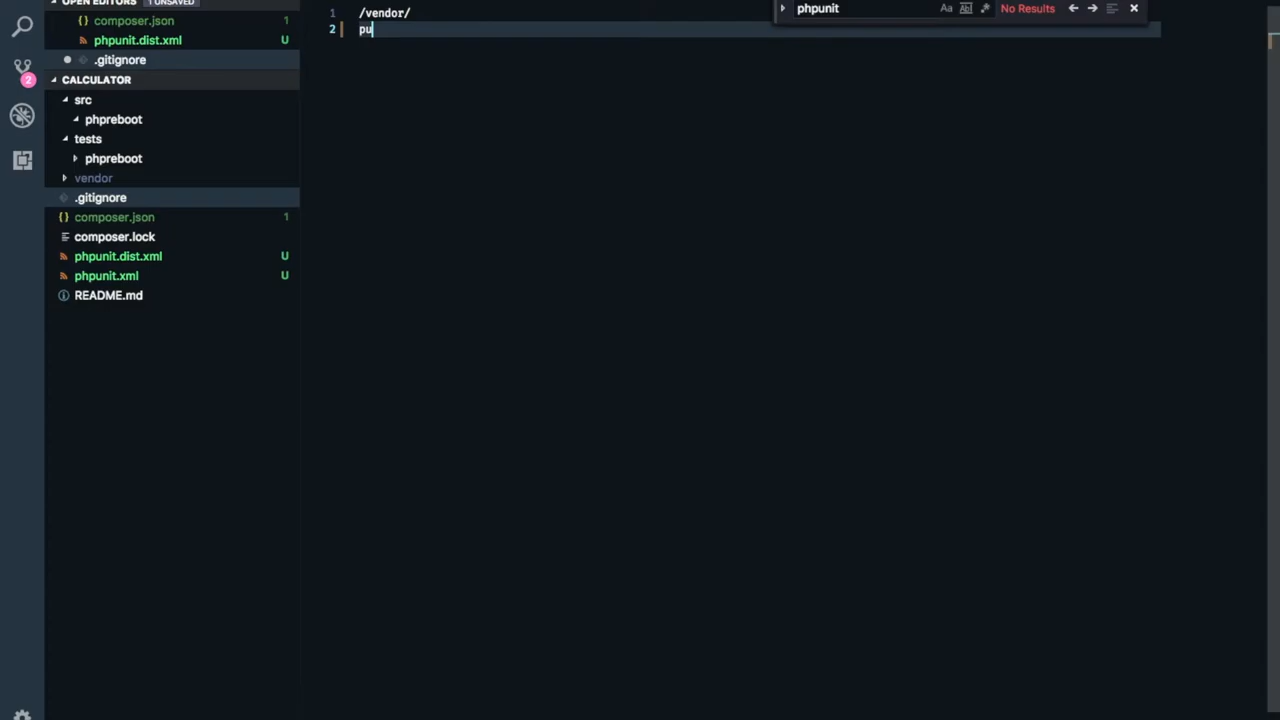 OPEN EDITORS 1 UNSAVED
{} composer.json 1
phpunit.dist.xml U
.gitignore
CALCULATOR
src
phpreboot
tests
phpreboot
vendor
.gitignore
{} composer.json 1
composer.lock
phpunit.dist.xml U
phpunit.xml U
README.md
2
1 /vendor/
2 pu
phpunit Aa Abl .* No Results